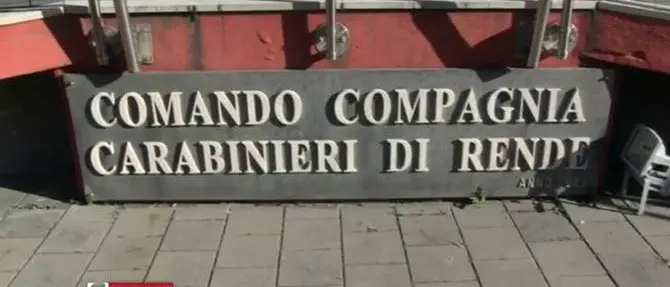 COMANDO COMPAGNIA
CARABINIERI DI RENDE